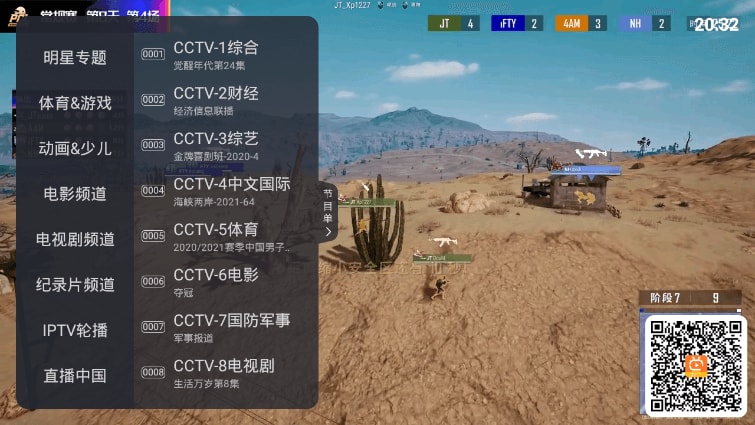 JT_Xp1227
常规赛 第四场
JT 4
iFTY 2
4AM 3
NH 2
20:32
明星专题
体育&游戏
动画&少儿
电影频道
电视剧频道
纪录片频道
IPTV轮播
直播中国
0001 CCTV-1综合
觉醒年代第24集
0002 CCTV-2财经
经济信息联播
0003 CCTV-3综艺
金牌喜剧班-2020-4
0004 CCTV-4中文国际
海峡两岸-2021-64
0005 CCTV-5体育
2020/2021赛季中国男子..
0006 CCTV-6电影
夺冠
0007 CCTV-7国防军事
军事报道
0008 CCTV-8电视剧
生活万岁第8集
节目单
阶段7 9